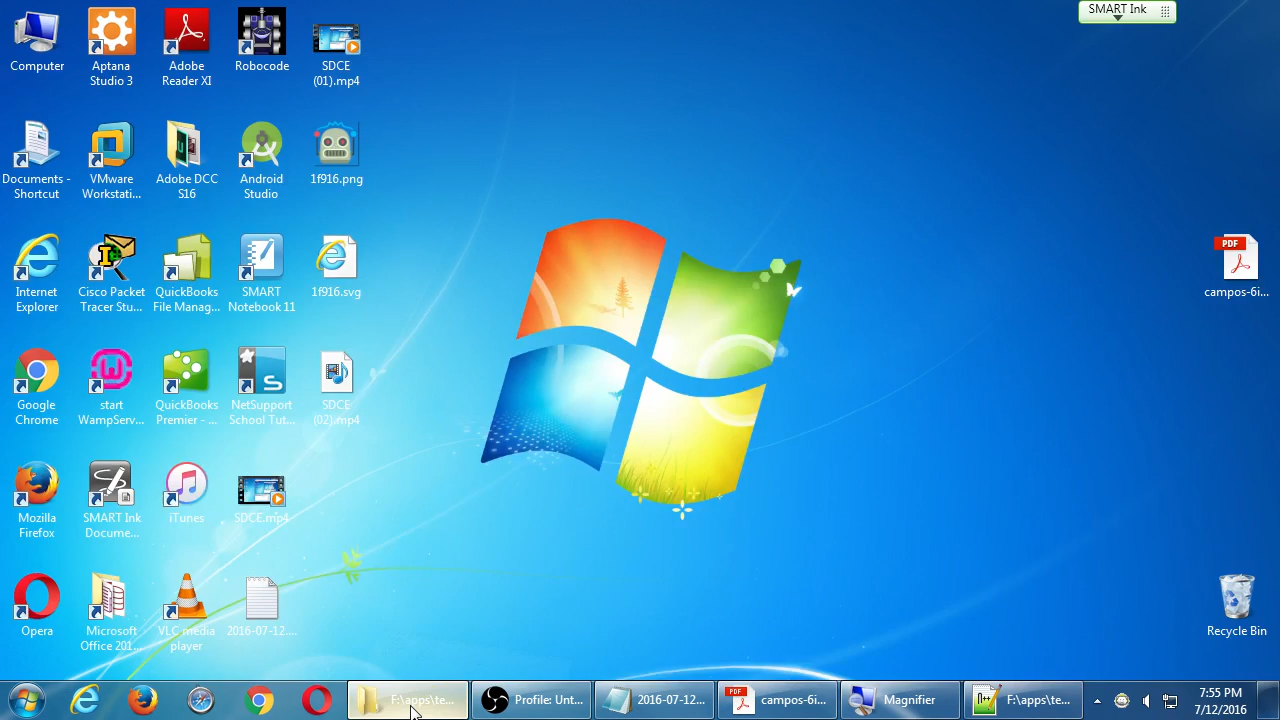 SMART Ink
Computer
Aptana
Studio 3
Adobe
Reader XI
Robocode
SDCE
(01).mp4
Documents -
Shortcut
VMware
Workstati...
Adobe DCC
S16
Android
Studio
1f916.png
Internet
Explorer
Cisco Packet
Tracer Stu...
QuickBooks
File Manag...
SMART
Notebook 11
1f916.svg
PDF
campos-6i...
Google
Chrome
start
WampServ...
QuickBooks
Premier - ...
NetSupport
School Tut...
SDCE
(02).mp4
Mozilla
Firefox
SMART Ink
Docume...
iTunes
SDCE.mp4
Opera
Microsoft
Office 201...
VLC media
player
2016-07-12....
Recycle Bin
F:\apps\te...
Profile: Unt...
2016-07-12...
PDF
campos-6i...
Magnifier
F:\apps\te...
7:55 PM
7/12/2016